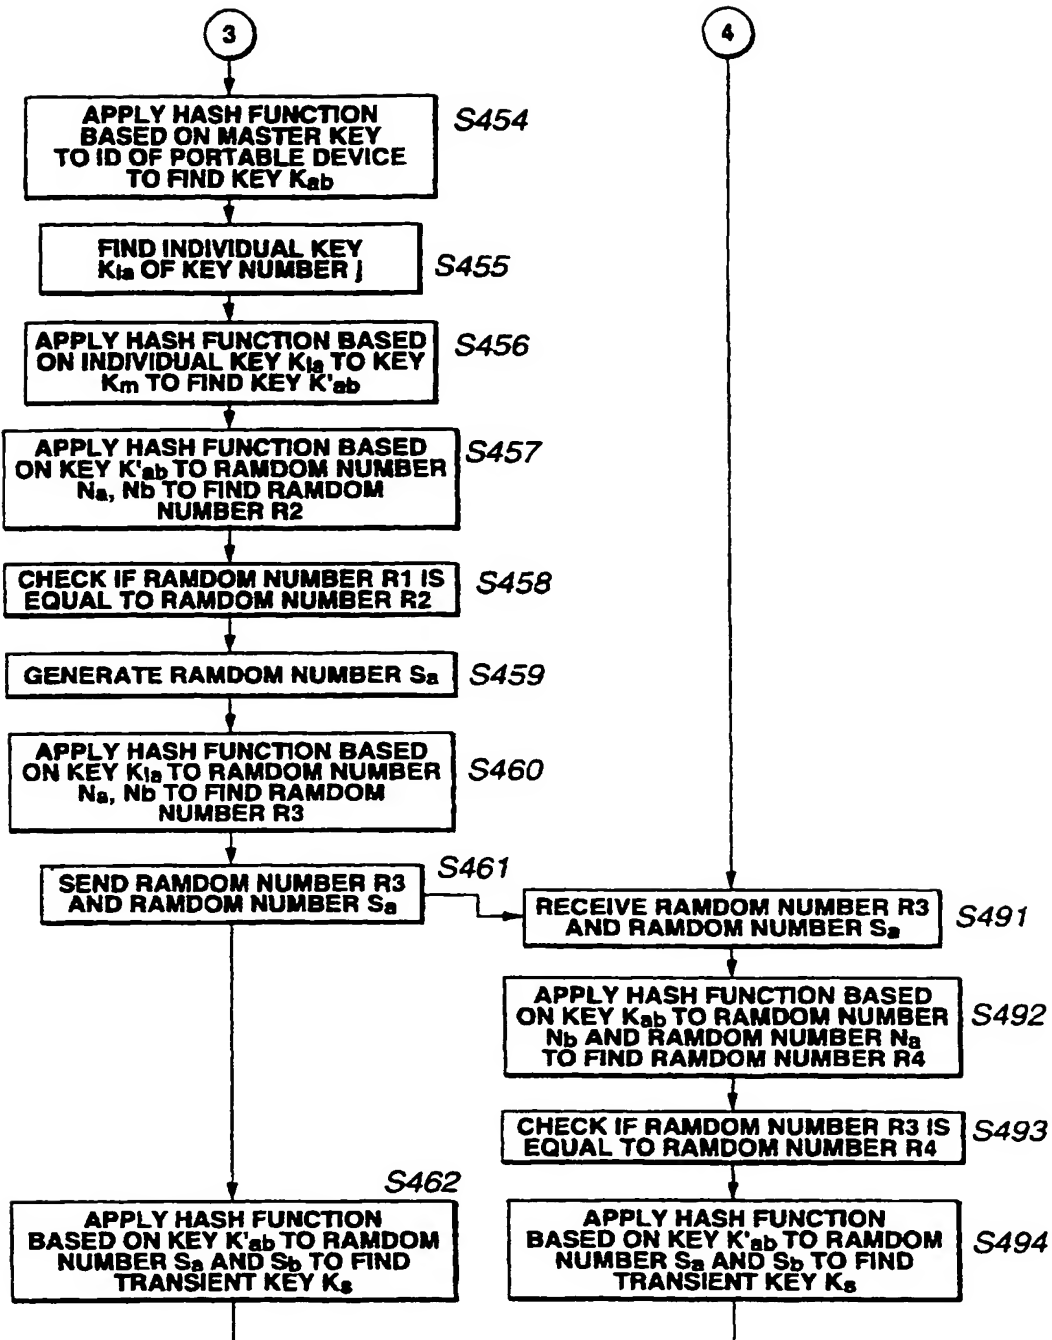 3
APPLY HASH FUNCTION
BASED ON MASTER KEY
TO ID OF PORTABLE DEVICE
TO FIND KEY Kab
S454
FIND INDIVIDUAL KEY
Kia OF KEY NUMBER j
S455
APPLY HASH FUNCTION BASED
ON INDIVIDUAL KEY Kia TO KEY
Km TO FIND KEY K'ab
S456
APPLY HASH FUNCTION BASED
ON KEY K'ab TO RAMDOM NUMBER
Na, Nb TO FIND RAMDOM
NUMBER R2
S457
CHECK IF RAMDOM NUMBER R1 IS
EQUAL TO RAMDOM NUMBER R2
S458
GENERATE RAMDOM NUMBER Sa
S459
APPLY HASH FUNCTION BASED
ON KEY Kia TO RAMDOM NUMBER
Na, Nb TO FIND RAMDOM
NUMBER R3
S460
SEND RAMDOM NUMBER R3
AND RAMDOM NUMBER Sa
S461
S462
APPLY HASH FUNCTION
BASED ON KEY K'ab TO RAMDOM
NUMBER Sa AND Sb TO FIND
TRANSIENT KEY Ks
4
RECEIVE RAMDOM NUMBER R3
AND RAMDOM NUMBER Sa
S491
APPLY HASH FUNCTION BASED
ON KEY Kab TO RAMDOM NUMBER
Nb AND RAMDOM NUMBER Na
TO FIND RAMDOM NUMBER R4
S492
CHECK IF RAMDOM NUMBER R3 IS
EQUAL TO RAMDOM NUMBER R4
S493
APPLY HASH FUNCTION
BASED ON KEY K'ab TO RAMDOM
NUMBER Sa AND Sb TO FIND
TRANSIENT KEY Ks
S494